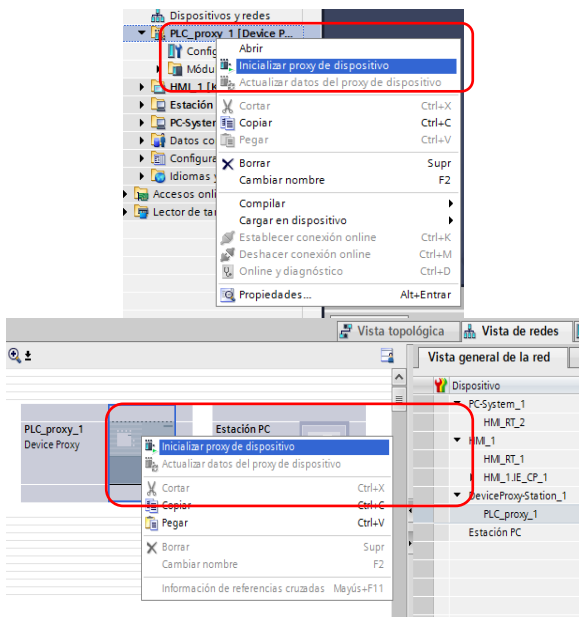 Dispositivos y redes
PLC_proxy_1 [Device P...
Config
Abrir
Módu
Inicializar proxy de dispositivo
HMI_1 [K
Actualizar datos del proxy de dispositivo
Estación
Cortar Ctrl+X
PC-System
Copiar Ctrl+C
Datos co
Pegar Ctrl+V
Configura
Borrar Supr
Idiomas y
Cambiar nombre F2
Accesos onli
Compilar
Lector de tar
Cargar en dispositivo
Establecer conexión online Ctrl+K
Deshacer conexión online Ctrl+M
Online y diagnóstico Ctrl+D
Propiedades... Alt+Entrar
Vista topológica Vista de redes
Vista general de la red
Dispositivo
PC-System_1
HMI_RT_2
HMI_1
HMI_RT_1
HMI_1.IE_CP_1
DeviceProxy-Station_1
PLC_proxy_1
Estación PC
PLC_proxy_1
Device Proxy
Estación PC
Inicializar proxy de dispositivo
Actualizar datos del proxy de dispositivo
Cortar Ctrl+X
Copiar Ctrl+C
Pegar Ctrl+V
Borrar Supr
Cambiar nombre F2
Información de referencias cruzadas Mayús+F11